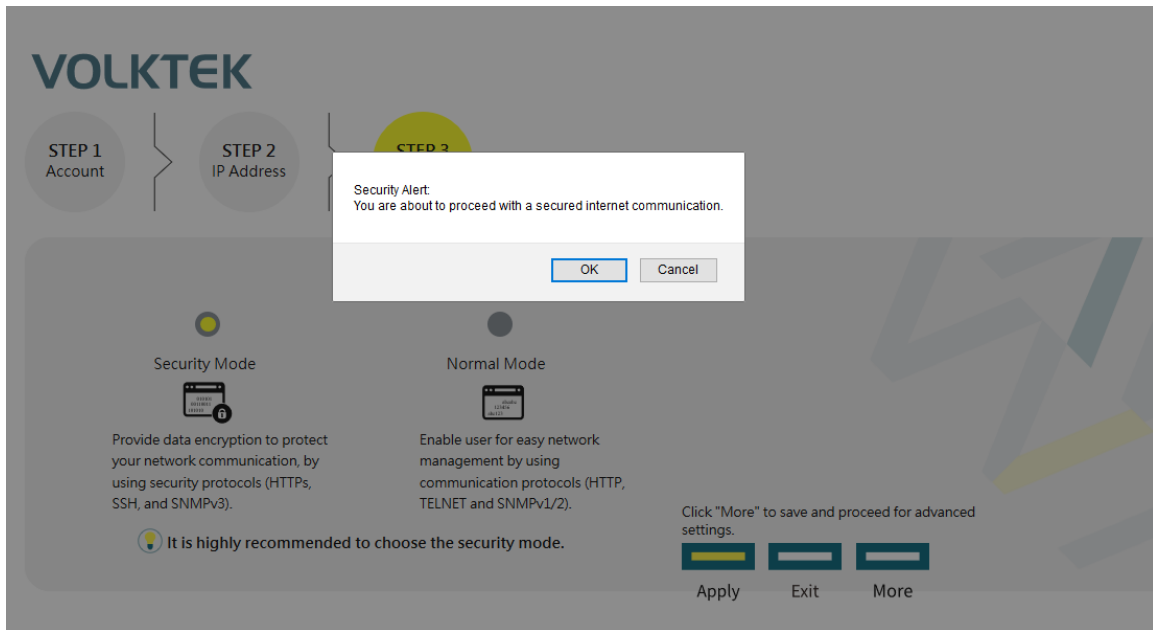 VOLKTEK
STEP 1
Account
STEP 2
IP Address
STEP 3
Security Alert:
You are about to proceed with a secured internet communication.
OK
Cancel
Security Mode
Provide data encryption to protect
your network communication, by
using security protocols (HTTPs,
SSH, and SNMPv3).
Normal Mode
Enable user for easy network
management by using
communication protocols (HTTP,
TELNET and SNMPv1/2).
It is highly recommended to choose the security mode.
Click "More" to save and proceed for advanced
settings.
Apply
Exit
More